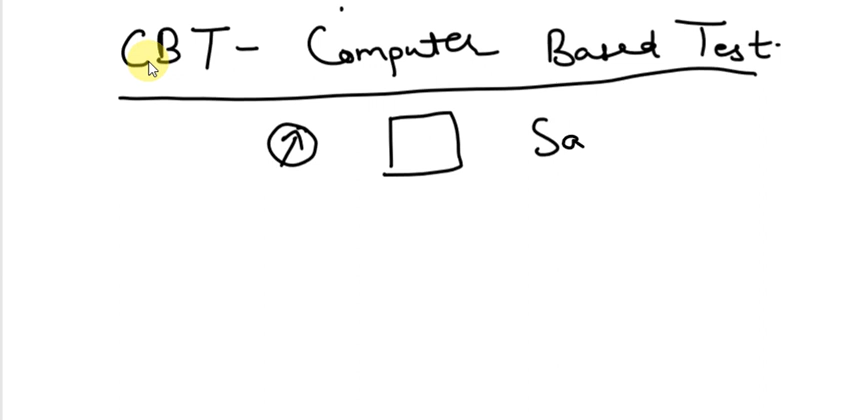 CBT - Computer Based Test.
Sa